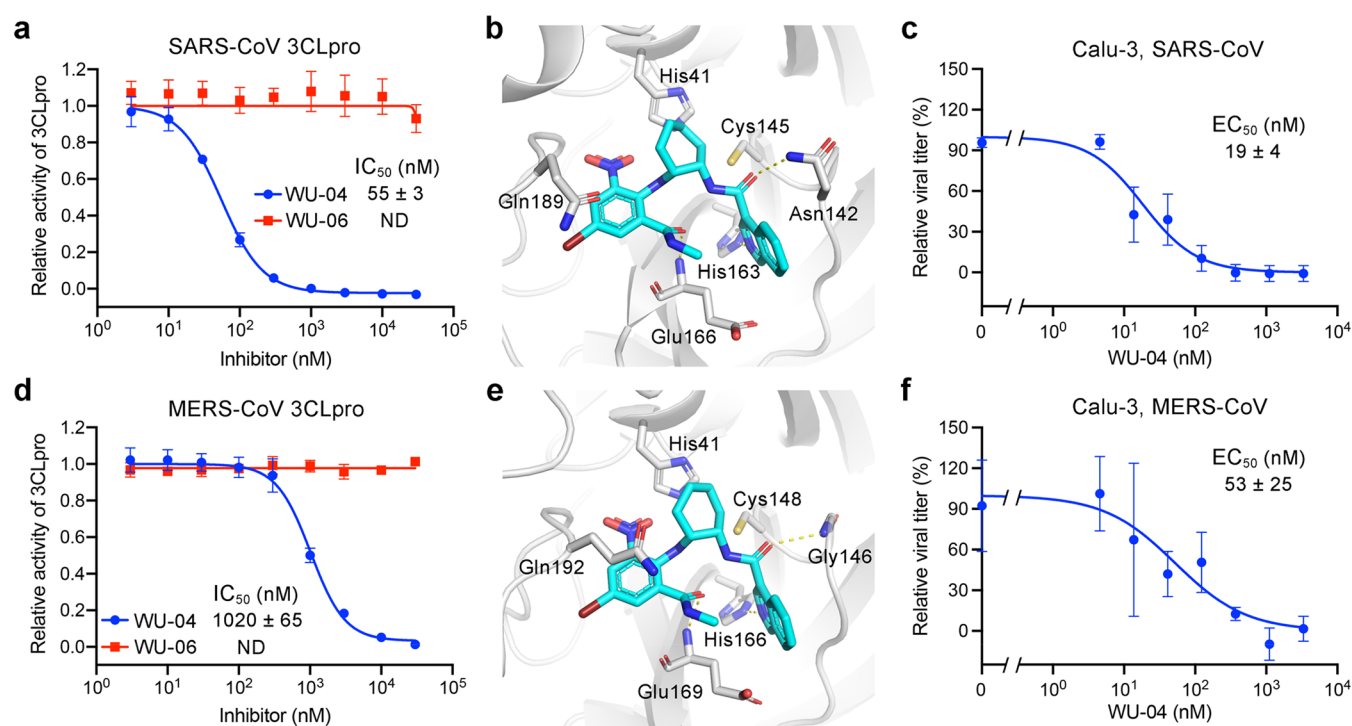 a
SARS-CoV 3CLpro
Relative activity of 3CLpro
1.2
1.0
0.8
0.6
0.4
0.2
0.0
IC50 (nM)
WU-04 55 ± 3
WU-06 ND
10^0 10^1 10^2 10^3 10^4 10^5
Inhibitor (nM)
b
His41
Cys145
Gln189
Asn142
His163
Glu166
c
Calu-3, SARS-CoV
Relative viral titer (%)
150
120
90
60
30
0
EC50 (nM)
19 ± 4
0 10^0 10^1 10^2 10^3 10^4
WU-04 (nM)
d
MERS-CoV 3CLpro
Relative activity of 3CLpro
1.2
1.0
0.8
0.6
0.4
0.2
0.0
IC50 (nM)
WU-04 1020 ± 65
WU-06 ND
10^0 10^1 10^2 10^3 10^4 10^5
Inhibitor (nM)
e
His41
Cys148
Gln192
Gly146
His166
Glu169
f
Calu-3, MERS-CoV
Relative viral titer (%)
150
120
90
60
30
0
EC50 (nM)
53 ± 25
0 10^0 10^1 10^2 10^3 10^4
WU-04 (nM)